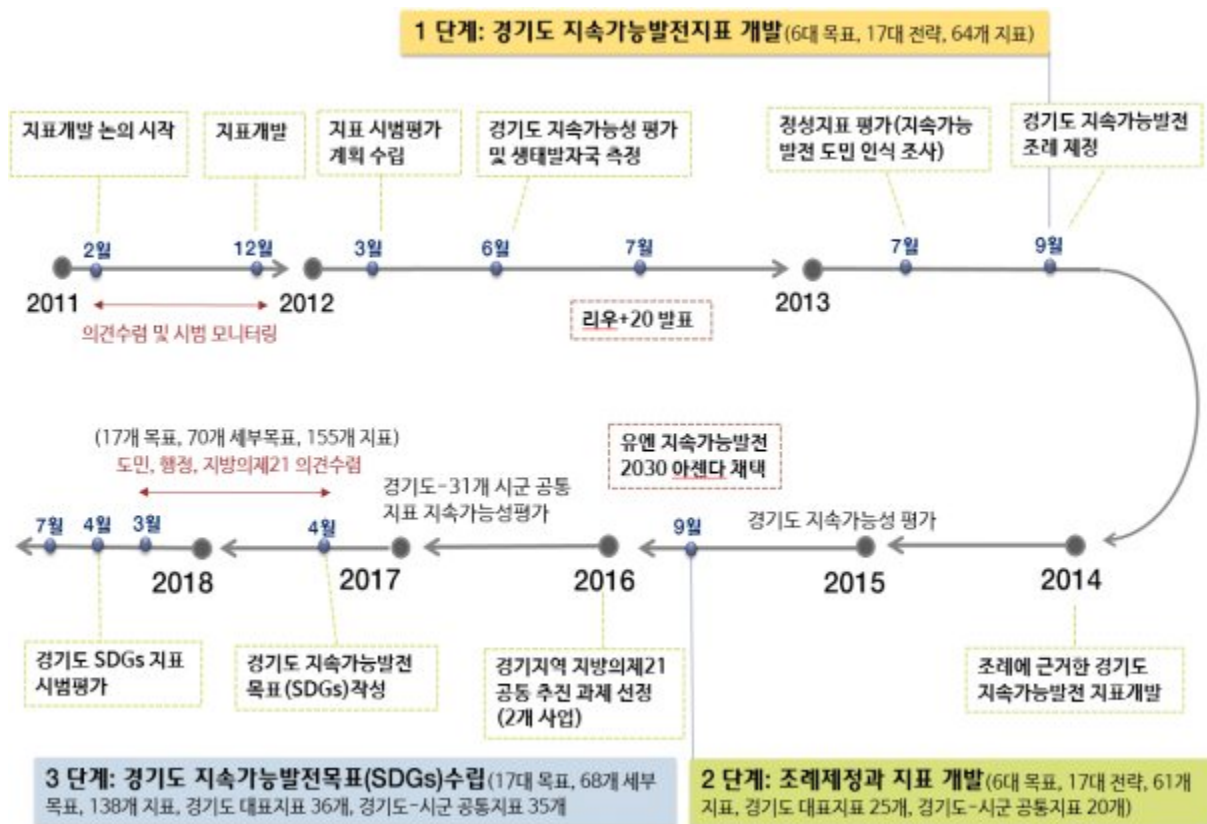 1 단계: 경기도 지속가능발전지표 개발(6대 목표, 17대 전략, 64개 지표)
지표개발 논의 시작
지표개발
지표 시범평가
계획 수립
경기도 지속가능성 평가
및 생태발자국 측정
정성지표 평가(지속가능
발전 도민 인식 조사)
경기도 지속가능발전
조례 제정
2월
12월
3월
6월
7월
7월
9월
2011
2012
2013
의견수렴 및 시범 모니터링
리우+20 발표
(17개 목표, 70개 세부목표, 155개 지표)
도민, 행정, 지방의제21 의견수렴
경기도-31개 시군 공통
지표 지속가능성평가
유엔 지속가능발전
2030 아젠다 채택
경기도 지속가능성 평가
7월
4월
3월
4월
9월
2018
2017
2016
2015
2014
경기도 SDGs 지표
시범평가
경기도 지속가능발전
목표(SDGs)작성
경기지역 지방의제21
공통 추진 과제 선정
(2개 사업)
조례에 근거한 경기도
지속가능발전 지표개발
3 단계: 경기도 지속가능발전목표(SDGs)수립(17대 목표, 68개 세부
목표, 138개 지표, 경기도 대표지표 36개, 경기도-시군 공통지표 35개
2 단계: 조례제정과 지표 개발(6대 목표, 17대 전략, 61개
지표, 경기도 대표지표 25개, 경기도-시군 공통지표 20개)